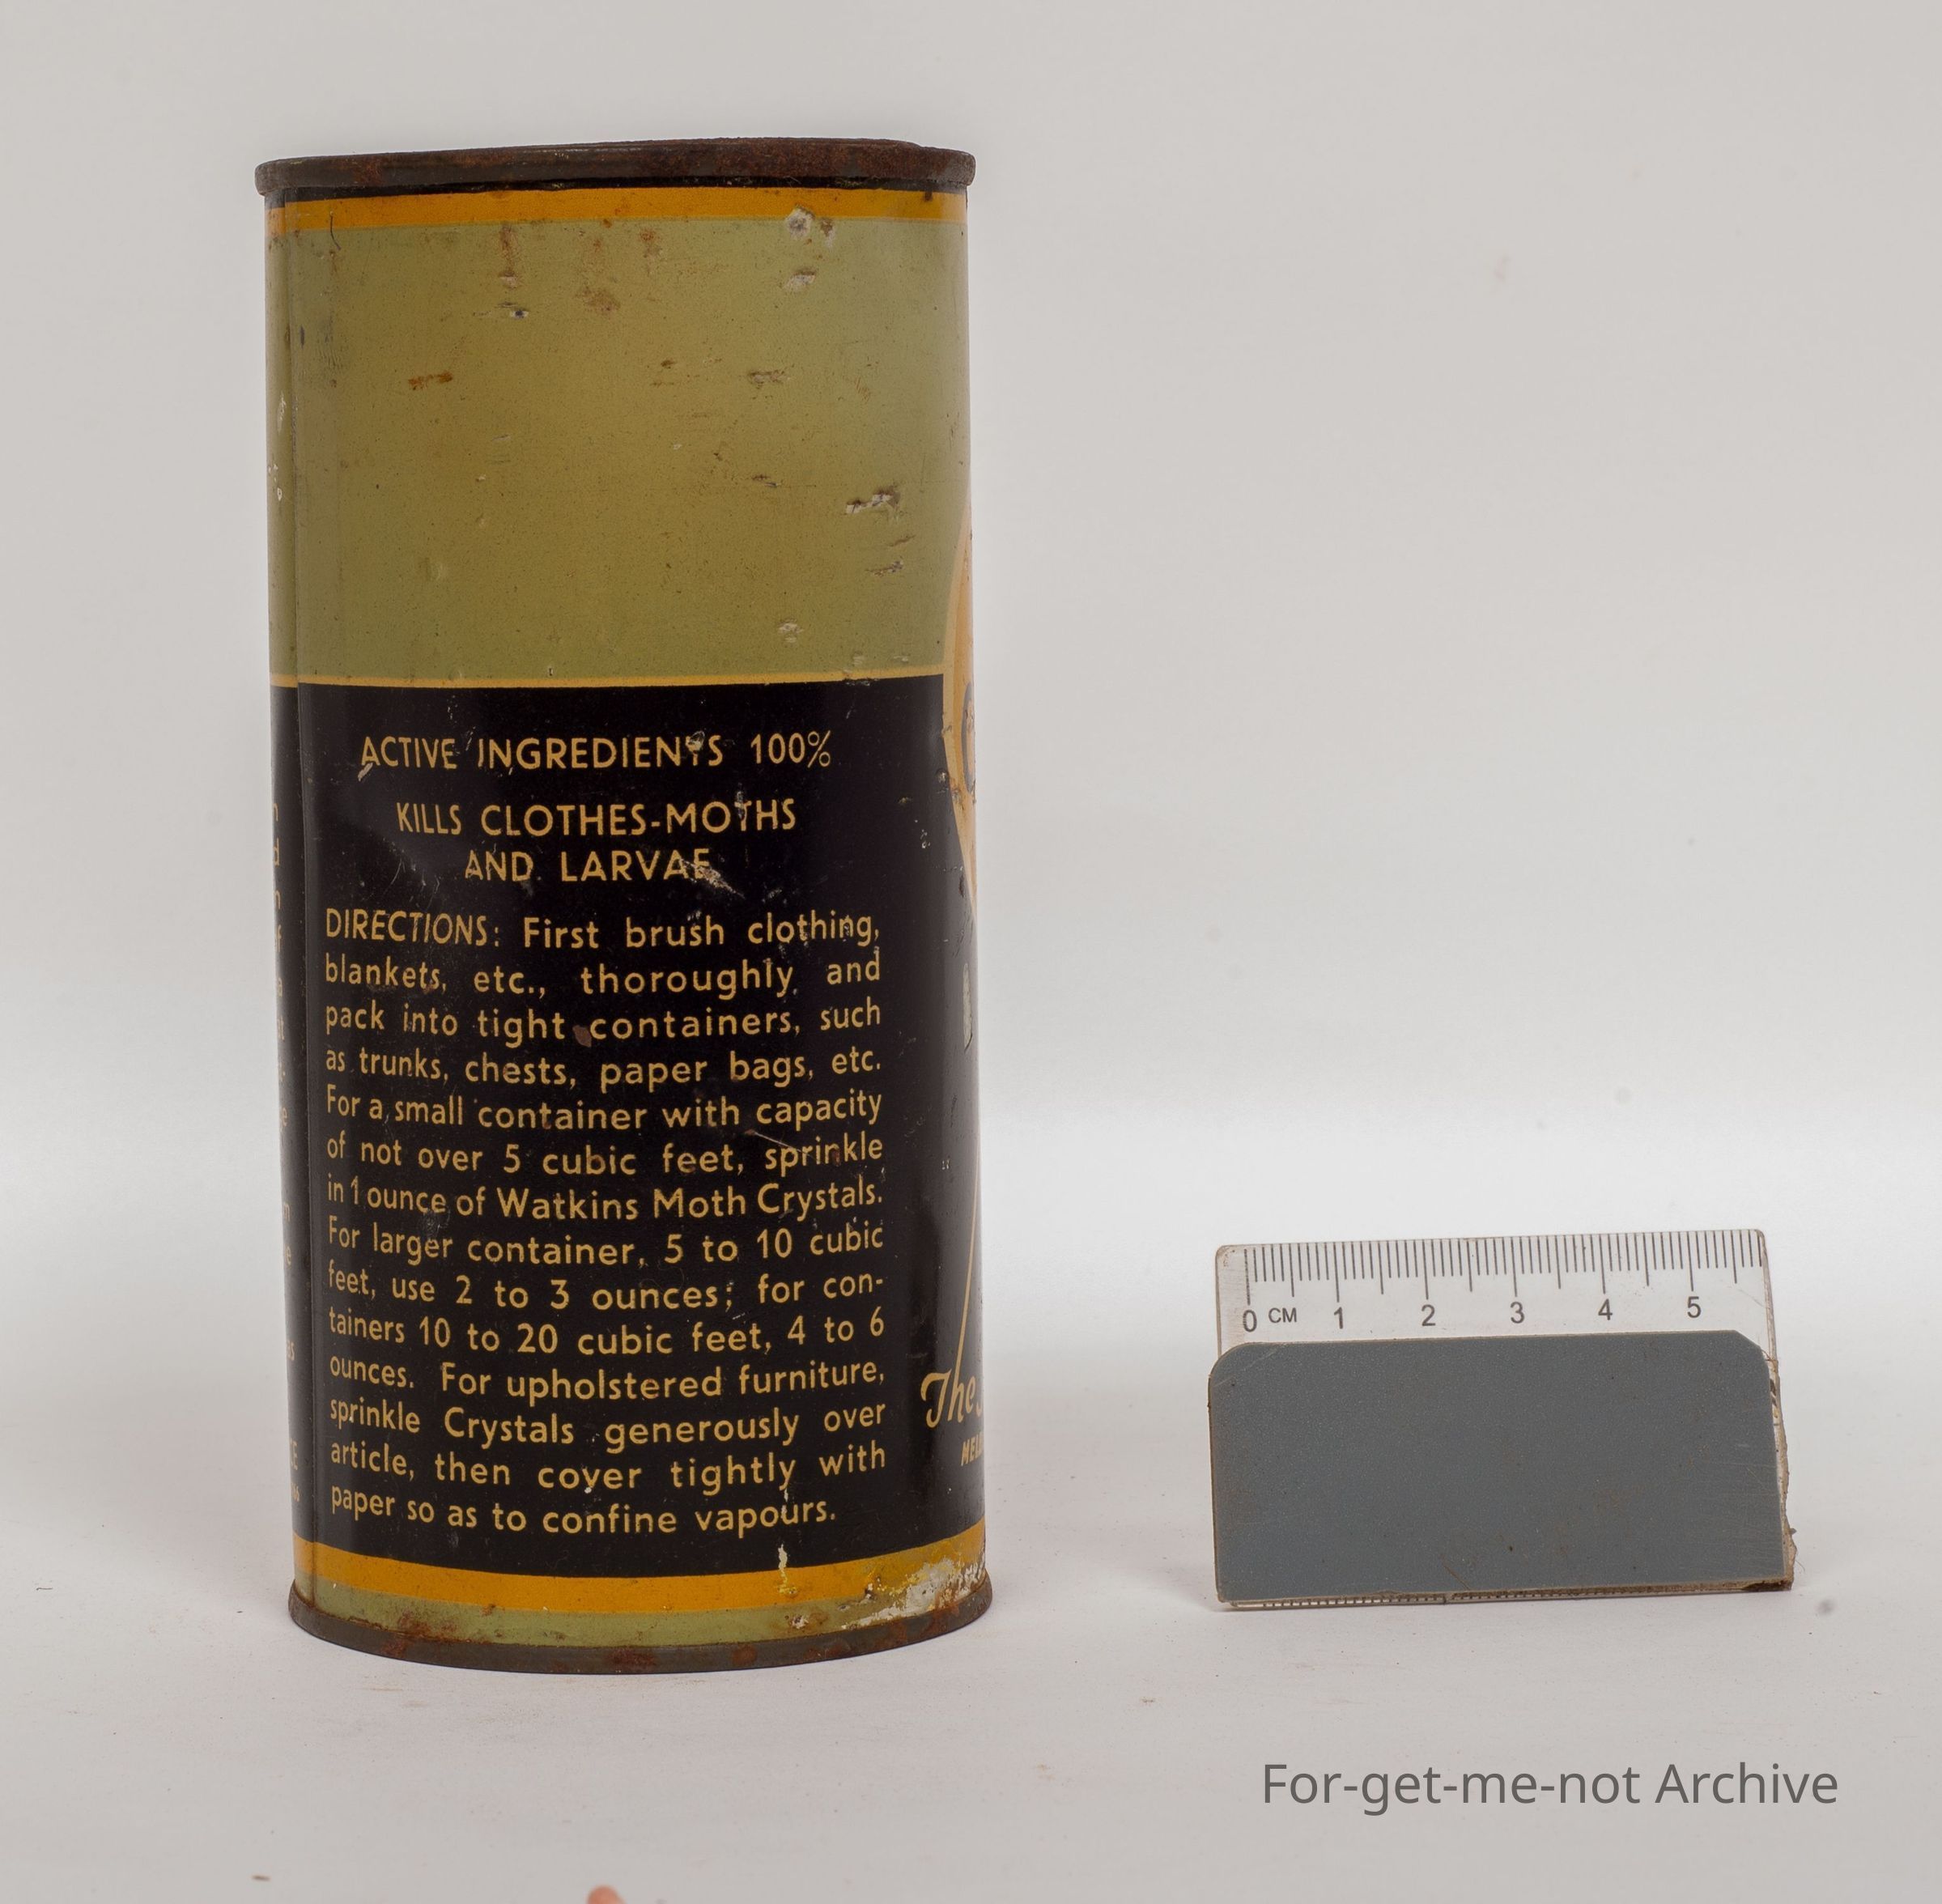 ACTIVE INGREDIENTS 100%
KILLS CLOTHES-MOTHS
AND LARVAE
DIRECTIONS: First brush clothing,
blankets, etc., thoroughly and
pack into tight containers, such
as trunks, chests, paper bags, etc.
For a small container with capacity
of not over 5 cubic feet, sprinkle
in 1 ounce of Watkins Moth Crystals.
For larger container, 5 to 10 cubic
feet, use 2 to 3 ounces; for con-
tainers 10 to 20 cubic feet, 4 to 6
ounces. For upholstered furniture,
sprinkle Crystals generously over
article, then cover tightly with
paper so as to confine vapours.
The
0 CM 1 2 3 4 5
For-get-me-not Archive